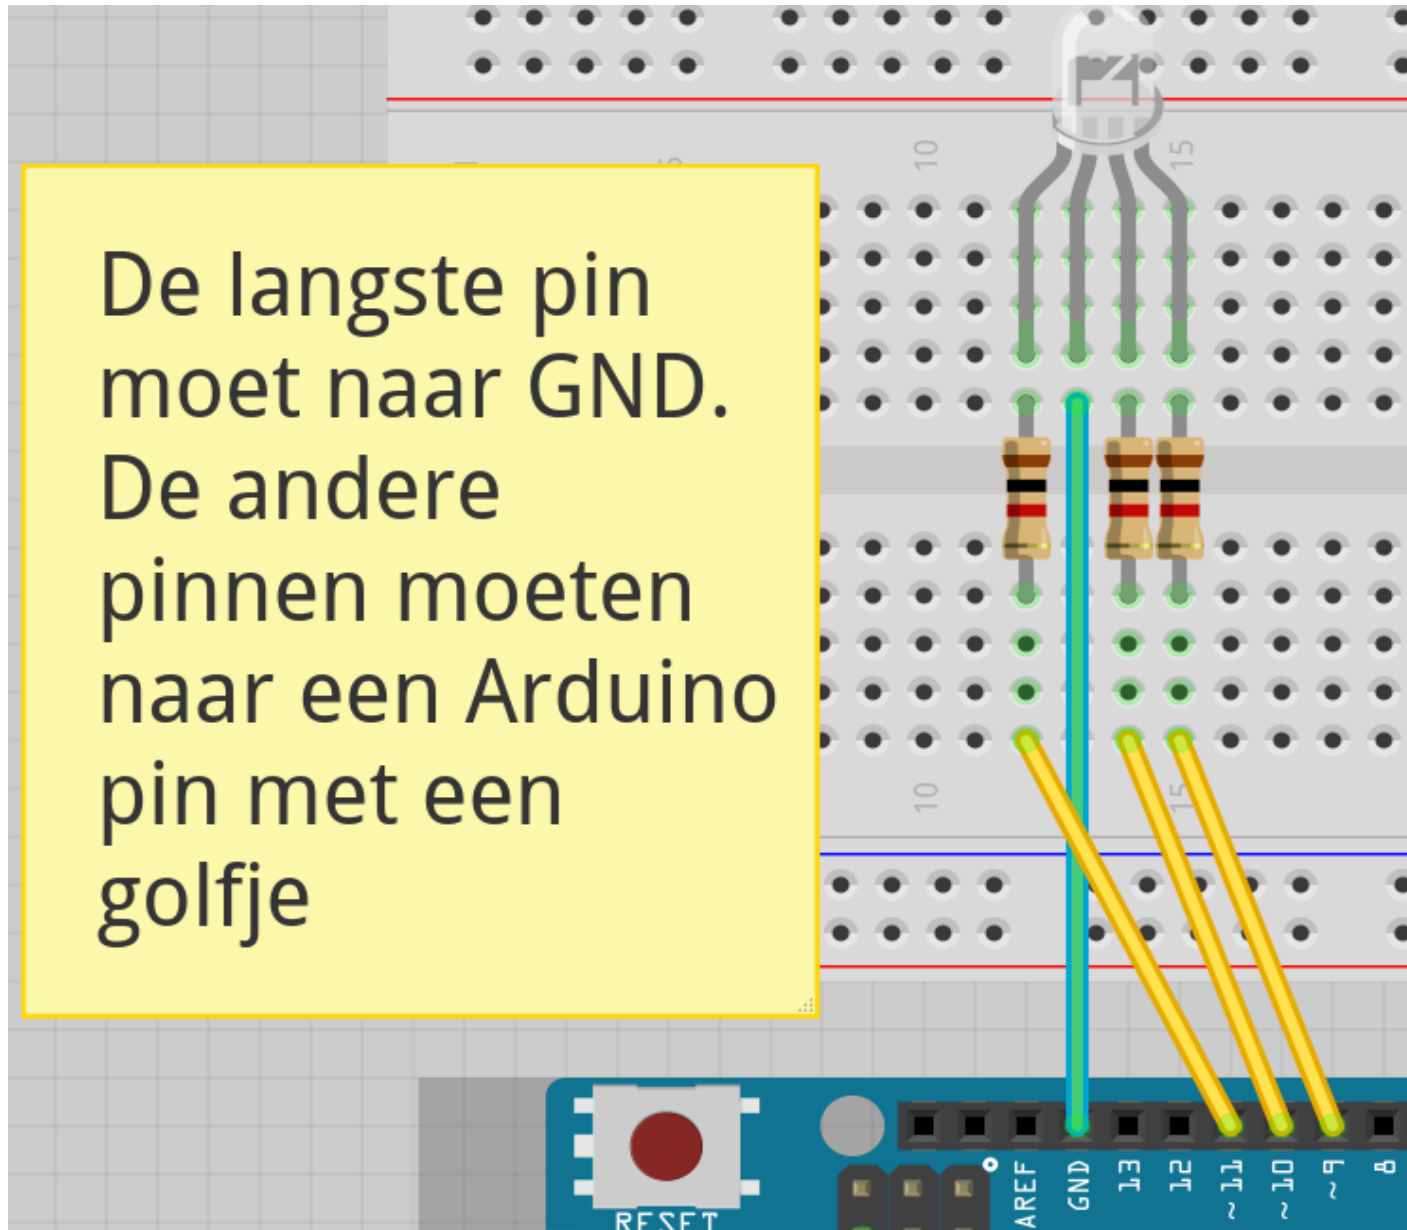 10
15
De langste pin
moet naar GND.
De andere
pinnen moeten
naar een Arduino
pin met een
golfje
10
15
RESET
AREF
GND
13
12
~11
~10
~9
8